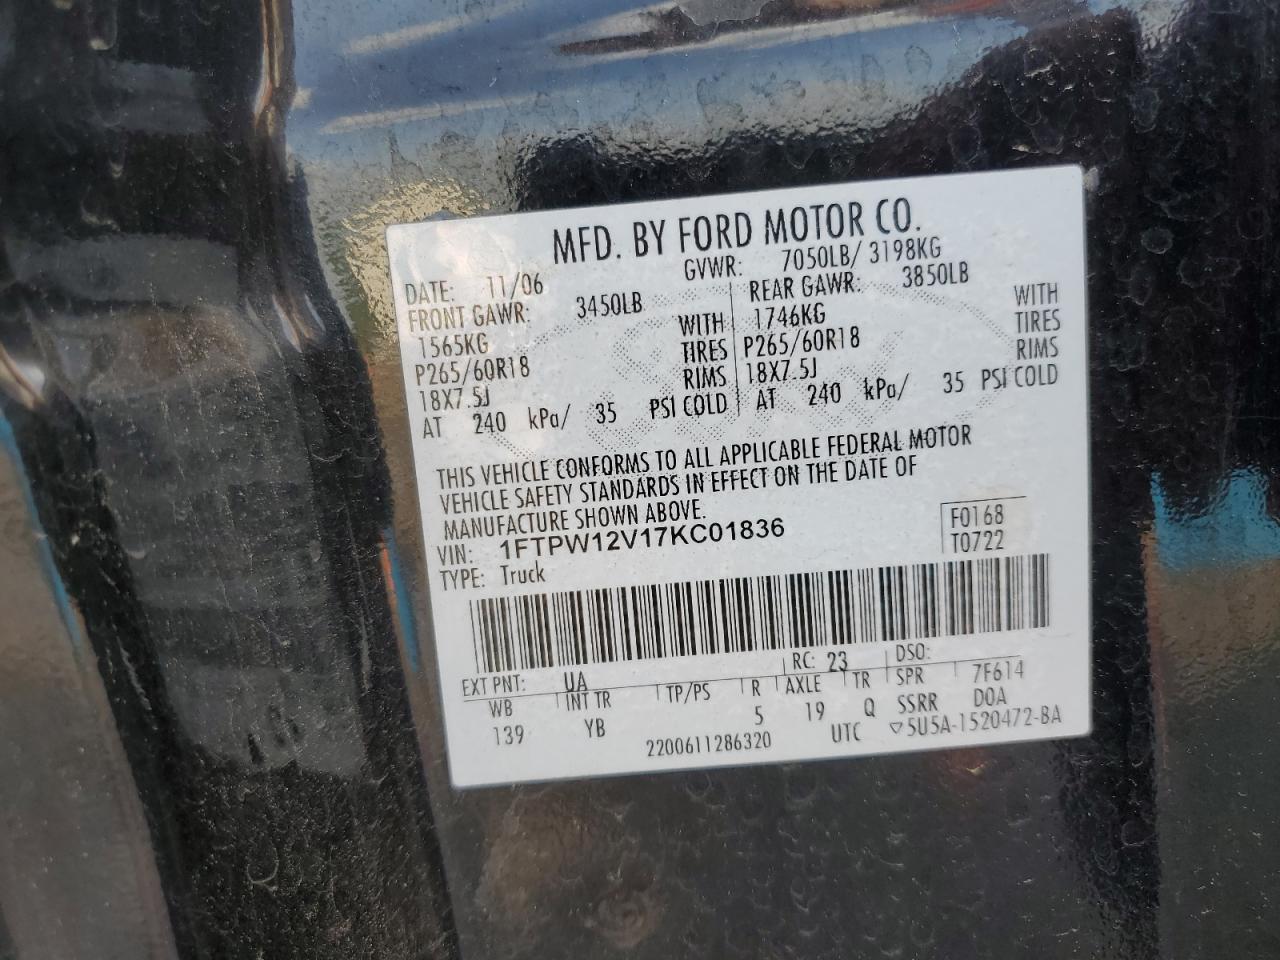 MFD. BY FORD MOTOR CO.
DATE: 11/06 GVWR: 7050LB/ 3198KG
FRONT GAWR: 3450LB REAR GAWR: 3850LB
1565KG WITH 1746KG WITH
P265/60R18 TIRES P265/60R18 TIRES
18X7.5J RIMS 18X7.5J RIMS
AT 240 kPa/ 35 PSI COLD AT 240 kPa/ 35 PSI COLD
THIS VEHICLE CONFORMS TO ALL APPLICABLE FEDERAL MOTOR
VEHICLE SAFETY STANDARDS IN EFFECT ON THE DATE OF
MANUFACTURE SHOWN ABOVE.
VIN: 1FTPW12V17KC01836 F0168
TYPE: Truck T0722
EXT PNT: UA RC: 23 DSO:
WB INT TR TP/PS R AXLE TR SPR 7F614
139 YB 5 19 Q SSRR DOA
2200611286320 UTC ▽5U5A-1520472-BA